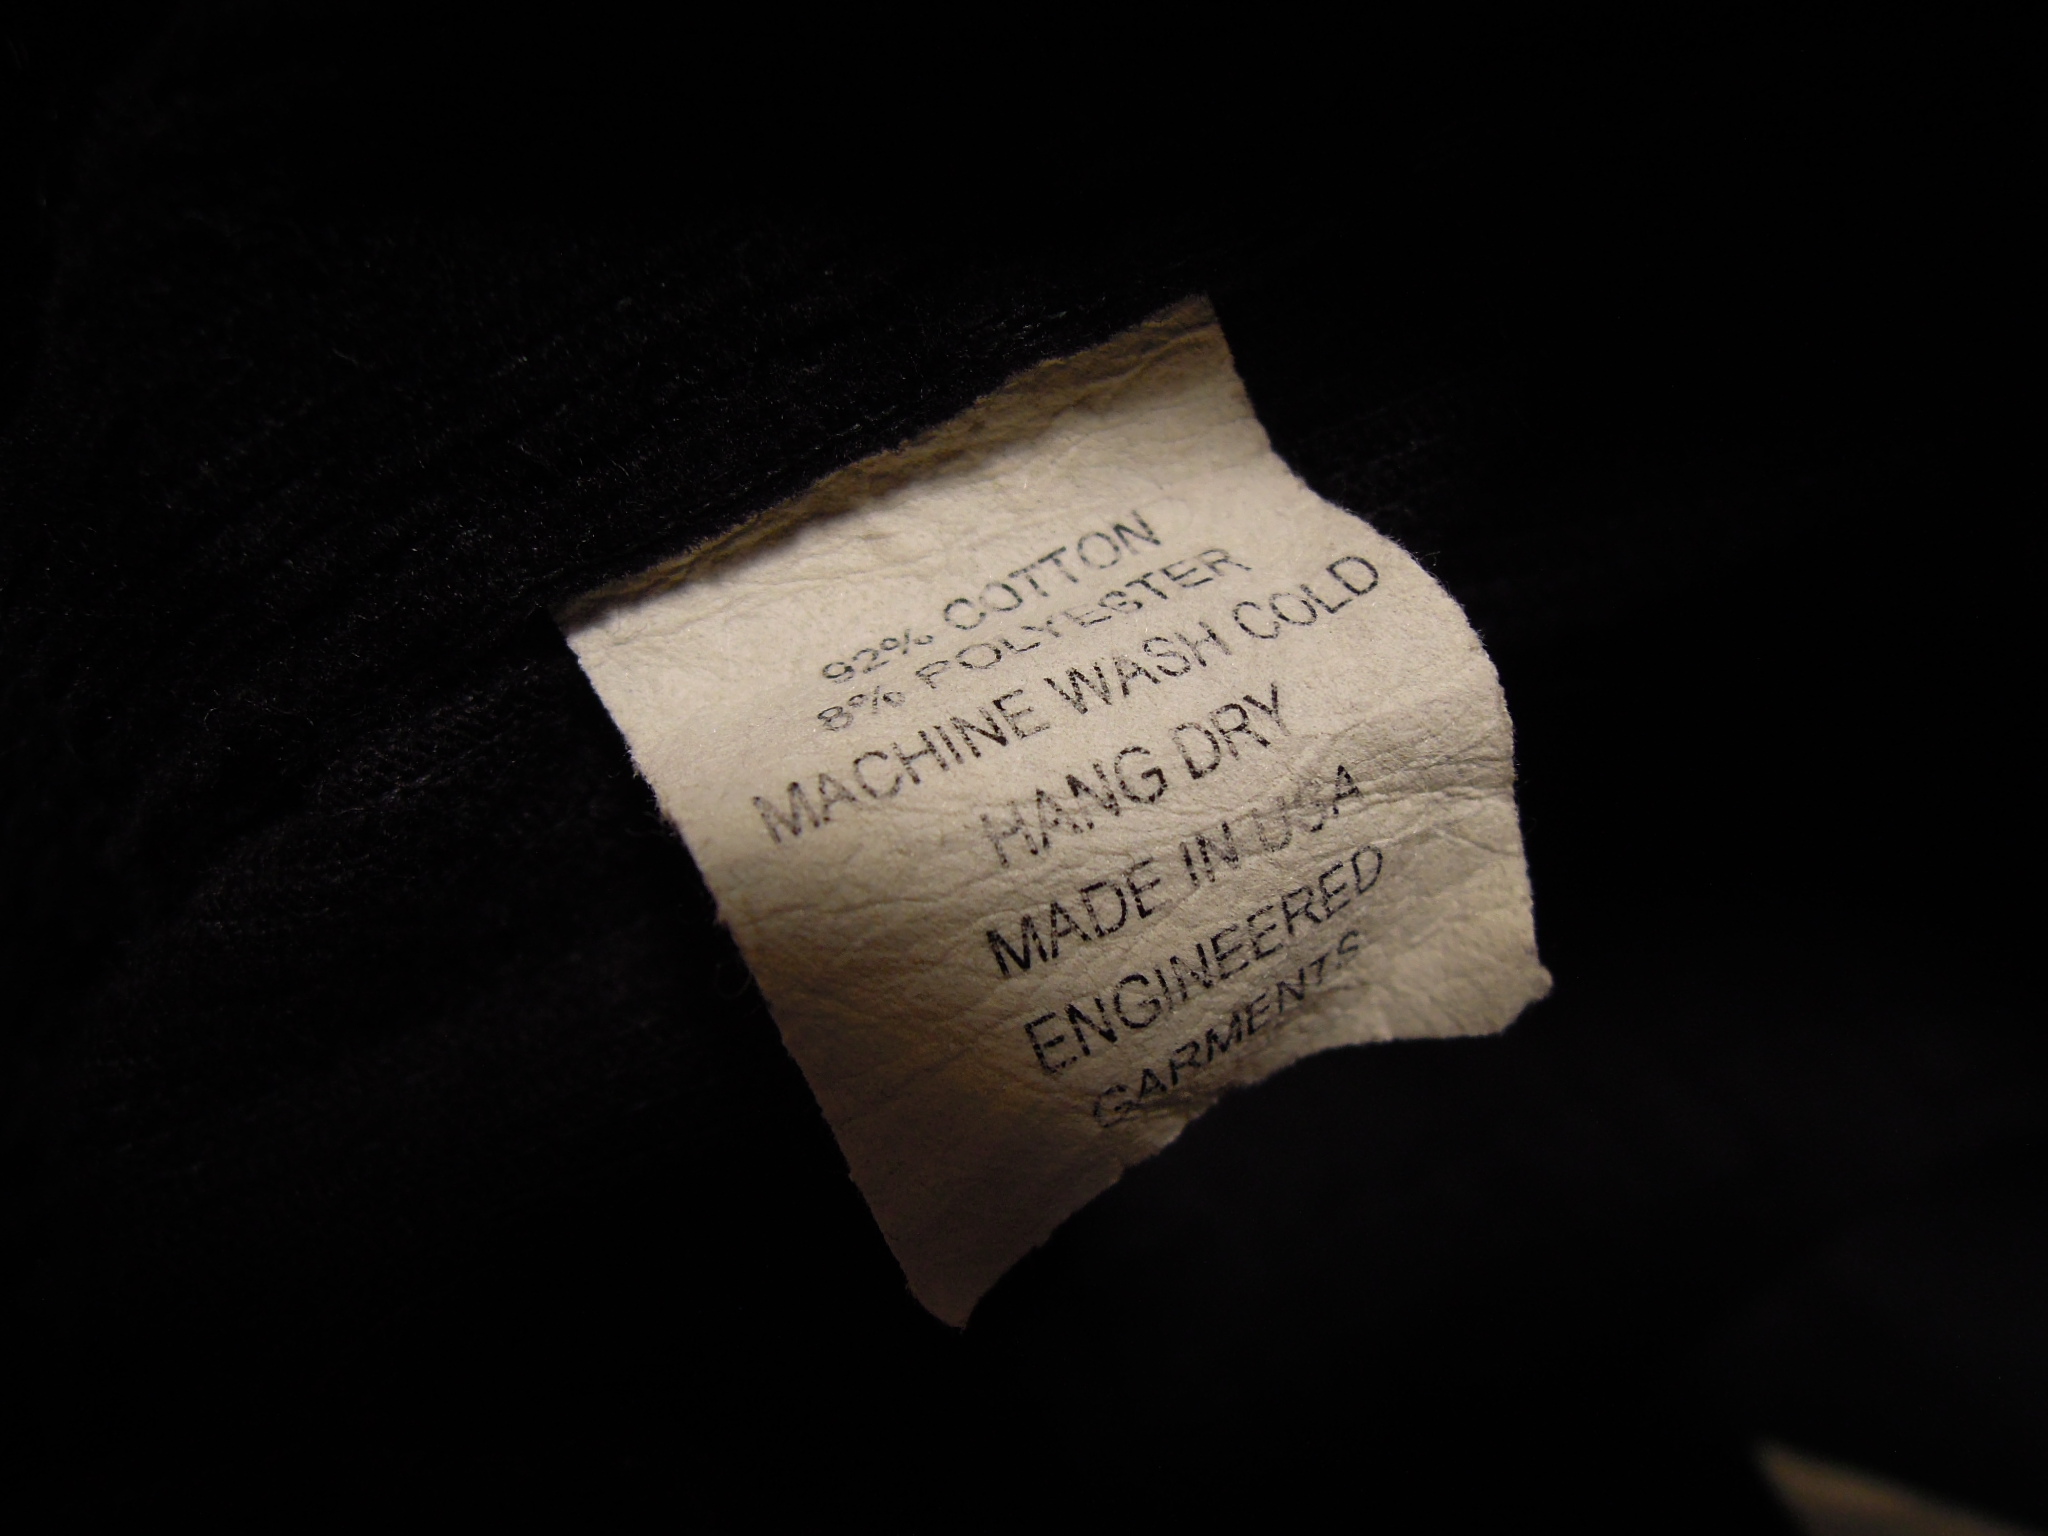 92% COTTON
8% POLYESTER
MACHINE WASH COLD
HANG DRY
MADE IN USA
ENGINEERED
GARMENTS